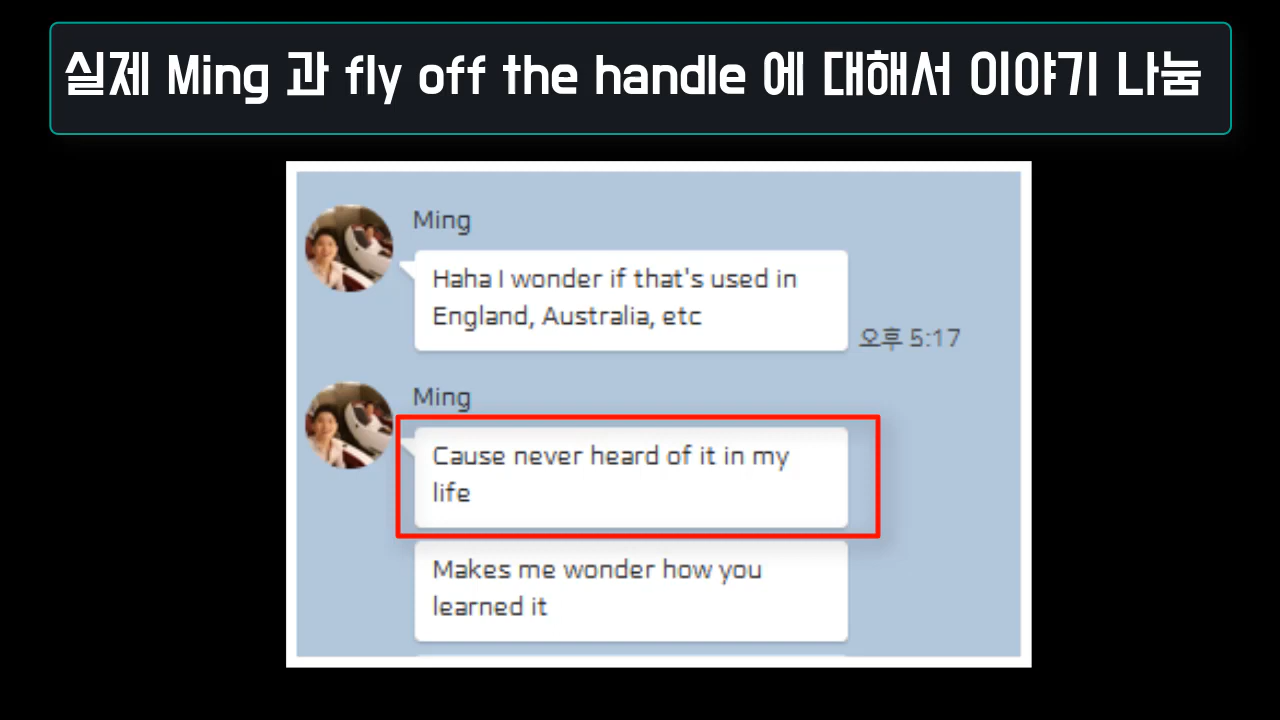 실제 Ming 과 fly off the handle 에 대해서 이야기 나눔
Ming
Haha I wonder if that's used in
England, Australia, etc
오후 5:17
Ming
Cause never heard of it in my
life
Makes me wonder how you
learned it